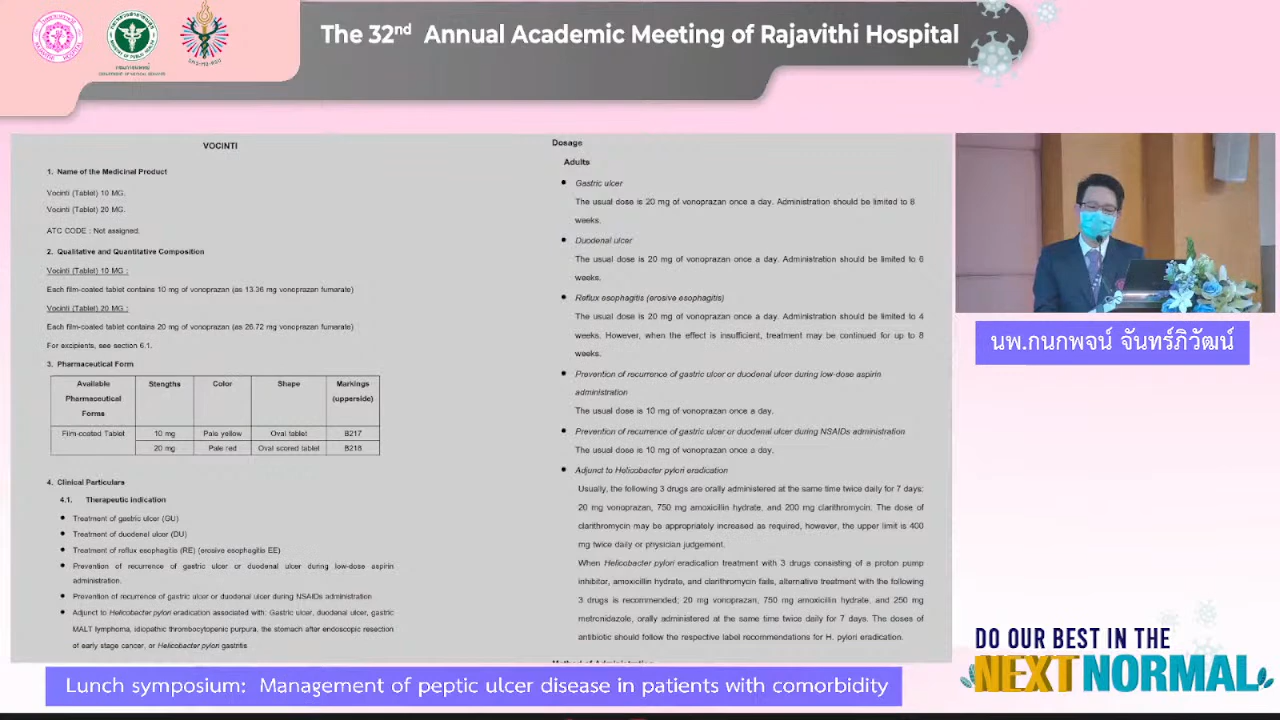 The 32nd Annual Academic Meeting of Rajavithi Hospital
VOCINTI
1. Name of the Medicinal Product
Vocinti (Tablet) 10 MG.
Vocinti (Tablet) 20 MG.
ATC CODE : Not assigned.
2. Qualitative and Quantitative Composition
Vocinti (Tablet) 10 MG :
Each film-coated tablet contains 10 mg of vonoprazan (as 13.36 mg vonoprazan fumarate)
Vocinti (Tablet) 20 MG :
Each film-coated tablet contains 20 mg of vonoprazan (as 26.72 mg vonoprazan fumarate)
For excipients, see section 6.1.
3. Pharmaceutical Form
Available Pharmaceutical Forms | Stengths | Color | Shape | Markings (upperside)
Film-coated Tablet | 10 mg | Pale yellow | Oval tablet | B217
20 mg | Pale red | Oval scored tablet | B218
4. Clinical Particulars
4.1. Therapeutic indication
• Treatment of gastric ulcer (GU)
• Treatment of duodenal ulcer (DU)
• Treatment of reflux esophagitis (RE) (erosive esophagitis EE)
• Prevention of recurrence of gastric ulcer or duodenal ulcer during low-dose aspirin
administration.
• Prevention of recurrence of gastric ulcer or duodenal ulcer during NSAIDs administration
• Adjunct to Helicobacter pylori eradication associated with: Gastric ulcer, duodenal ulcer, gastric
MALT lymphoma, idiopathic thrombocytopenic purpura, the stomach after endoscopic resection
of early stage cancer, or Helicobacter pylori gastritis
Dosage
Adults
• Gastric ulcer
The usual dose is 20 mg of vonoprazan once a day. Administration should be limited to 8
weeks.
• Duodenal ulcer
The usual dose is 20 mg of vonoprazan once a day. Administration should be limited to 6
weeks.
• Reflux esophagitis (erosive esophagitis)
The usual dose is 20 mg of vonoprazan once a day. Administration should be limited to 4
weeks. However, when the effect is insufficient, treatment may be continued for up to 8
weeks.
• Prevention of recurrence of gastric ulcer or duodenal ulcer during low-dose aspirin
administration
The usual dose is 10 mg of vonoprazan once a day.
• Prevention of recurrence of gastric ulcer or duodenal ulcer during NSAIDs administration
The usual dose is 10 mg of vonoprazan once a day.
• Adjunct to Helicobacter pylori eradication
Usually, the following 3 drugs are orally administered at the same time twice daily for 7 days:
20 mg vonoprazan, 750 mg amoxicillin hydrate, and 200 mg clarithromycin. The dose of
clarithromycin may be appropriately increased as required, however, the upper limit is 400
mg twice daily or physician judgement.
When Helicobacter pylori eradication treatment with 3 drugs consisting of a proton pump
inhibitor, amoxicillin hydrate, and clarithromycin fails, alternative treatment with the following
3 drugs is recommended; 20 mg vonoprazan, 750 mg amoxicillin hydrate, and 250 mg
metronidazole, orally administered at the same time twice daily for 7 days. The doses of
antibiotic should follow the respective label recommendations for H. pylori eradication.
Method of Administration
นพ.กนกพจน์ จันทร์ภิวัฒน์
DO OUR BEST IN THE
NEXT NORMAL
Lunch symposium: Management of peptic ulcer disease in patients with comorbidity